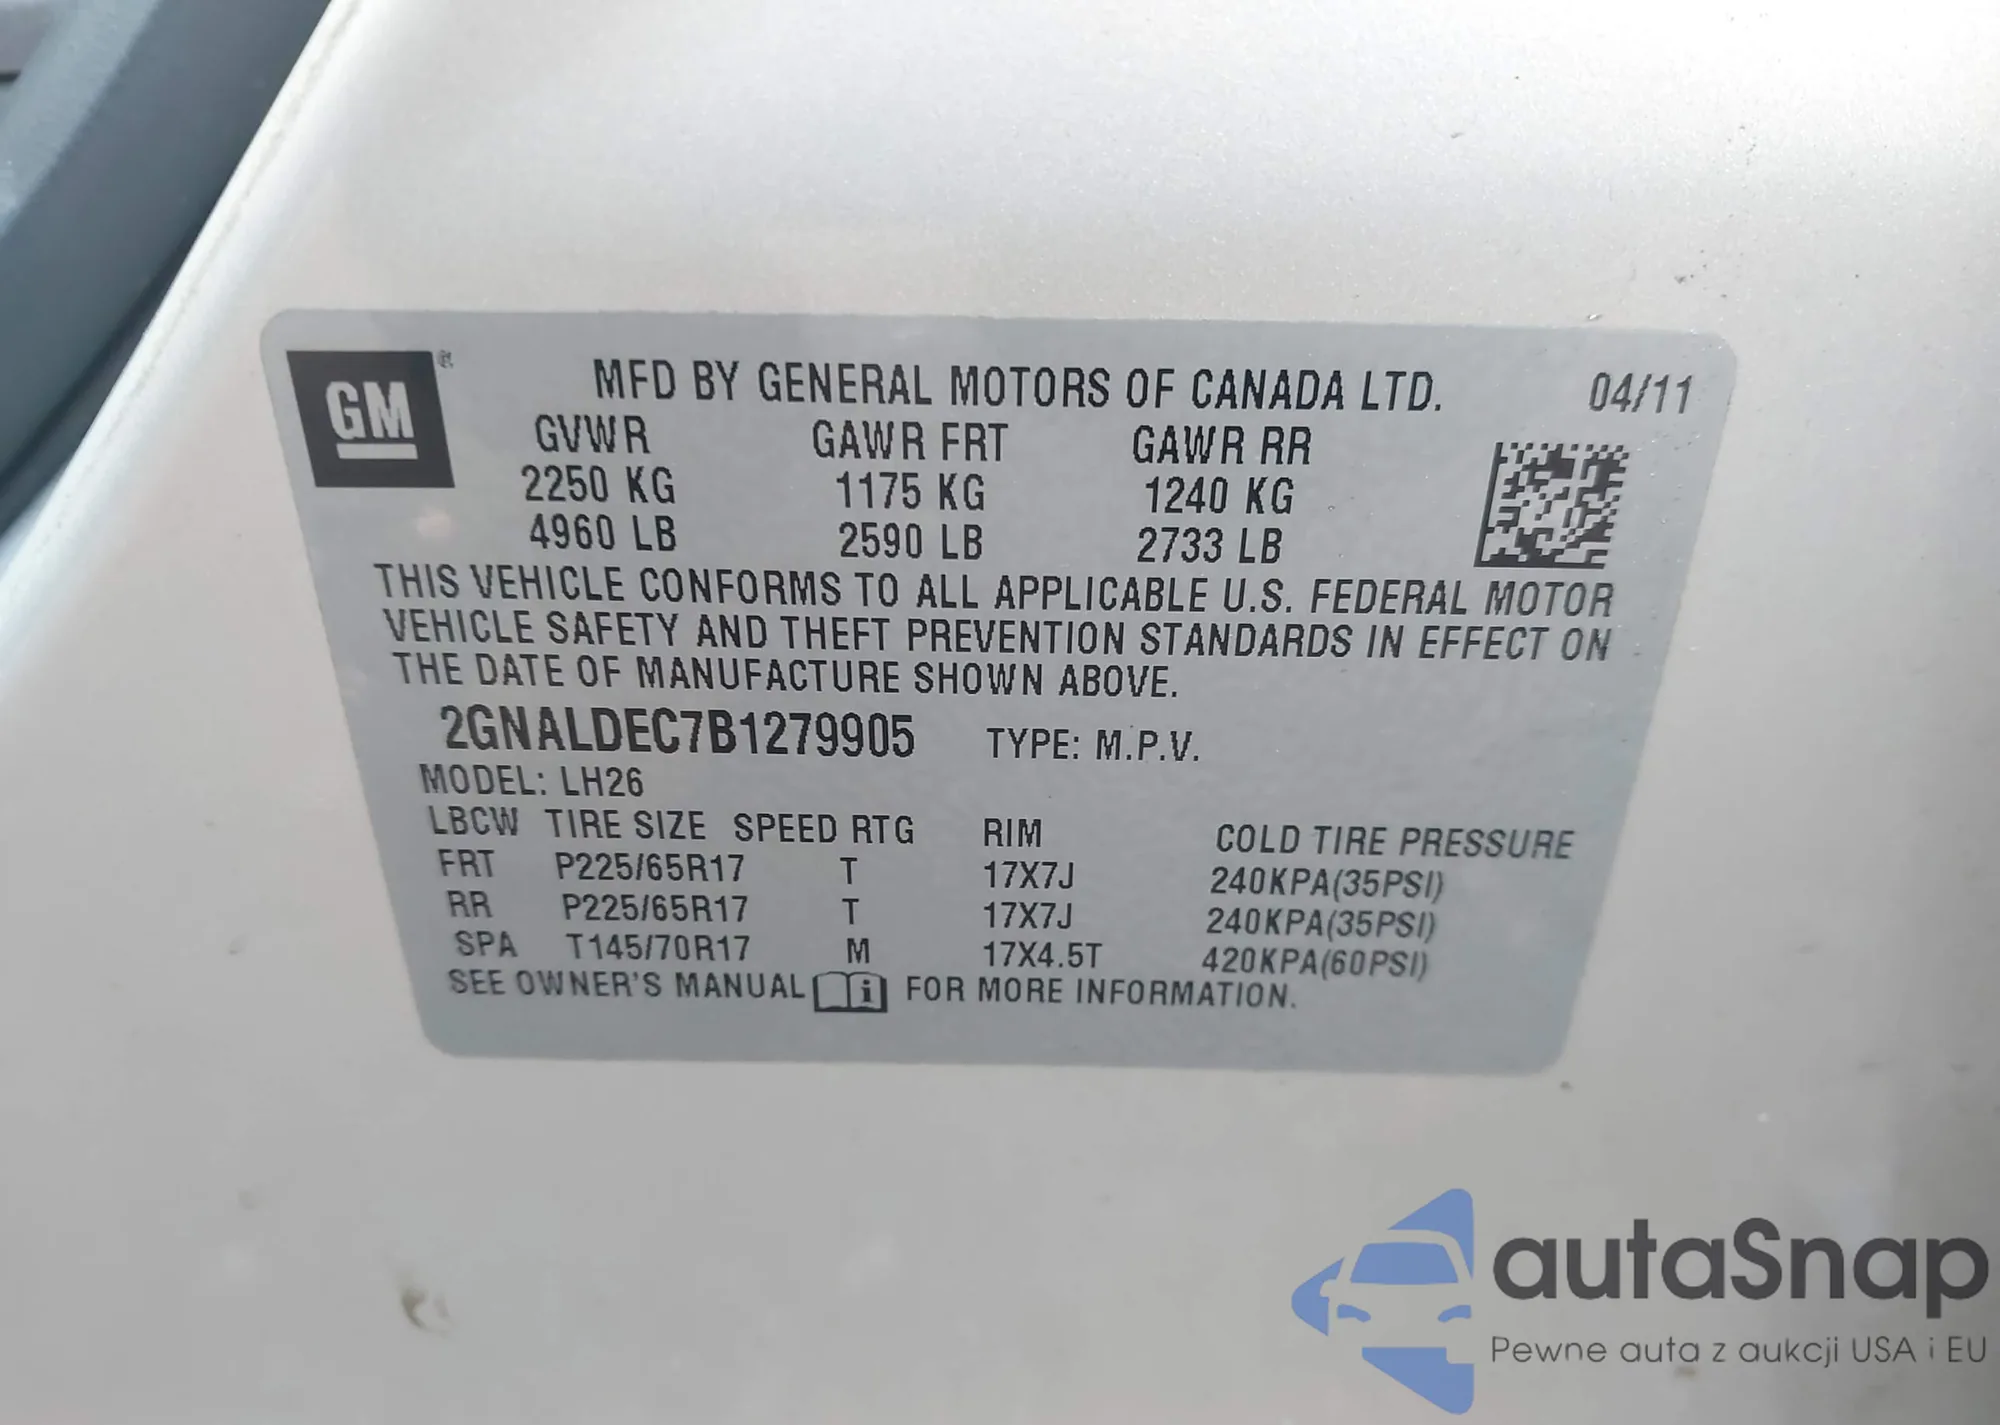 GM ®
MFD BY GENERAL MOTORS OF CANADA LTD. 04/11
GVWR GAWR FRT GAWR RR
2250 KG 1175 KG 1240 KG
4960 LB 2590 LB 2733 LB
THIS VEHICLE CONFORMS TO ALL APPLICABLE U.S. FEDERAL MOTOR
VEHICLE SAFETY AND THEFT PREVENTION STANDARDS IN EFFECT ON
THE DATE OF MANUFACTURE SHOWN ABOVE.
2GNALDEC7B1279905 TYPE: M.P.V.
MODEL: LH26
LBCW TIRE SIZE SPEED RTG RIM COLD TIRE PRESSURE
FRT P225/65R17 T 17X7J 240KPA(35PSI)
RR P225/65R17 T 17X7J 240KPA(35PSI)
SPA T145/70R17 M 17X4.5T 420KPA(60PSI)
SEE OWNER'S MANUAL i FOR MORE INFORMATION.
autaSnap
Pewne auta z aukcji USA i EU